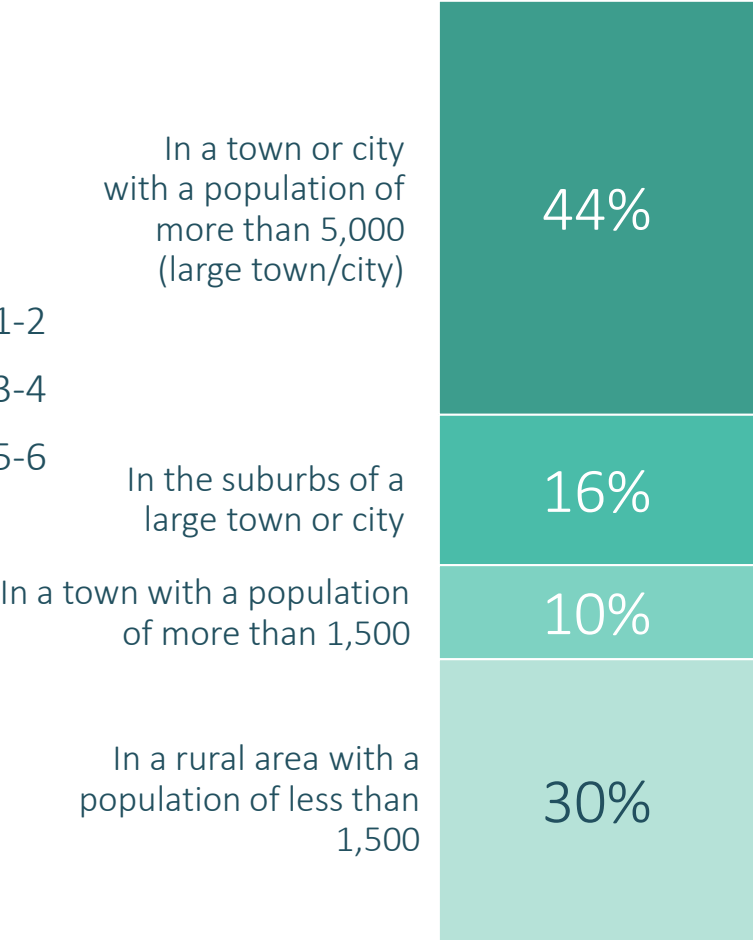 In a town or city
with a population of
more than 5,000
(large town/city)
44%
1-2
3-4
5-6
In the suburbs of a
large town or city
16%
In a town with a population
of more than 1,500
10%
In a rural area with a
population of less than
1,500
30%